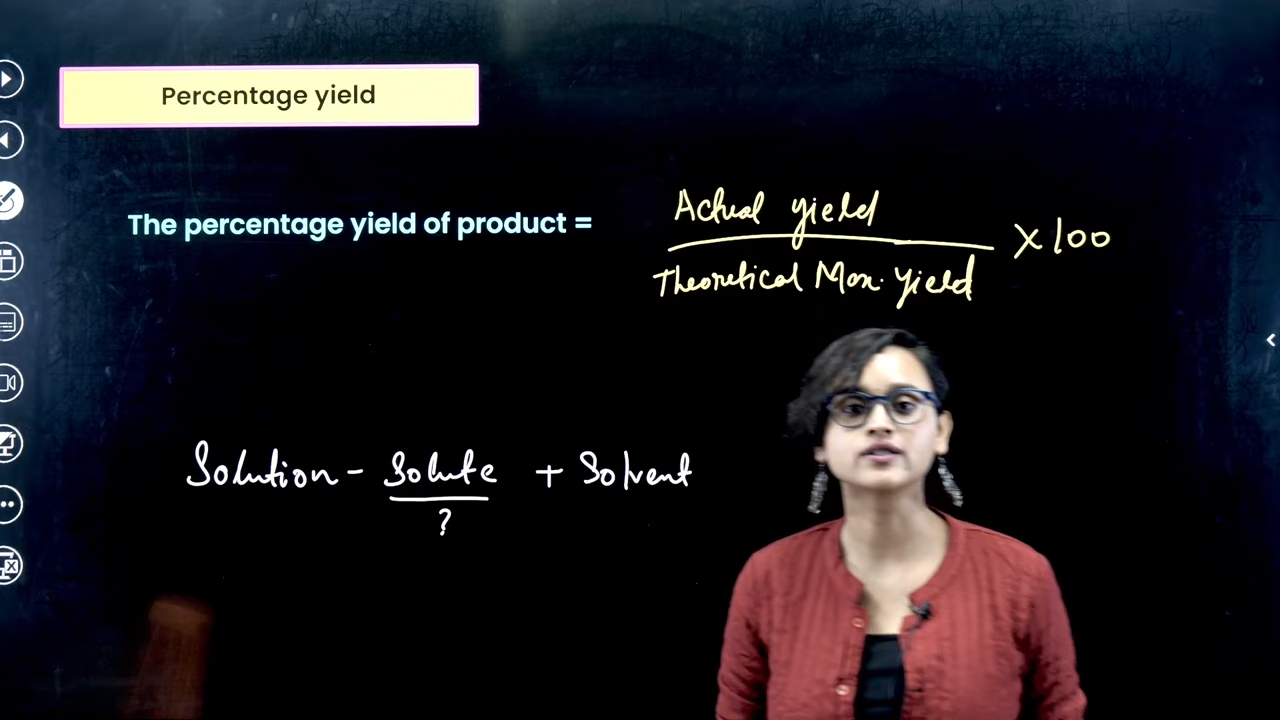 Percentage yield
The percentage yield of product = Actual yield / Theoretical Max. yield × 100
Solution - Solute + Solvent
?